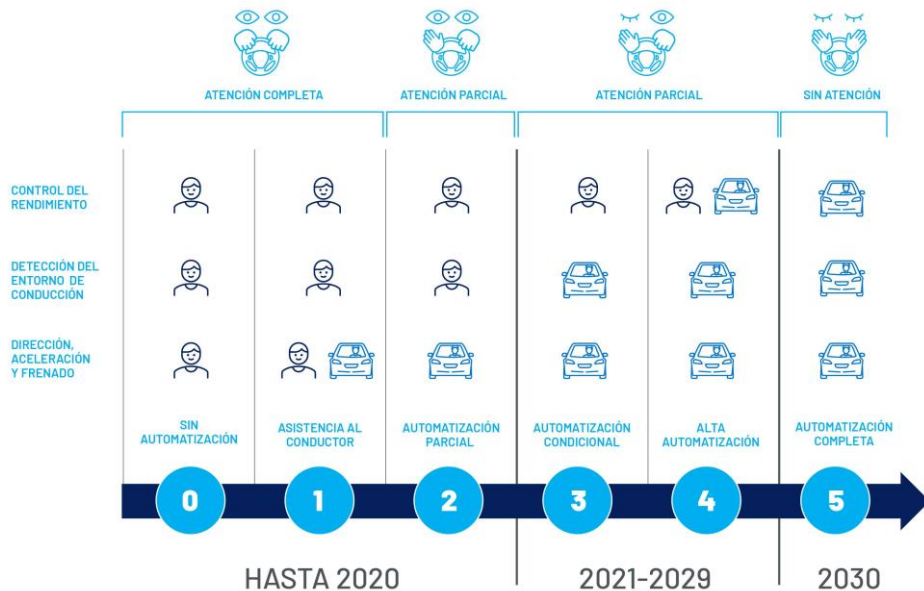 ATENCIÓN COMPLETA
ATENCIÓN PARCIAL
ATENCIÓN PARCIAL
SIN ATENCIÓN
CONTROL DEL
RENDIMIENTO
DETECCIÓN DEL
ENTORNO DE
CONDUCCIÓN
DIRECCIÓN,
ACELERACIÓN
Y FRENADO
SIN
AUTOMATIZACIÓN
ASISTENCIA AL
CONDUCTOR
AUTOMATIZACIÓN
PARCIAL
AUTOMATIZACIÓN
CONDICIONAL
ALTA
AUTOMATIZACIÓN
AUTOMATIZACIÓN
COMPLETA
0
1
2
3
4
5
HASTA 2020
2021-2029
2030